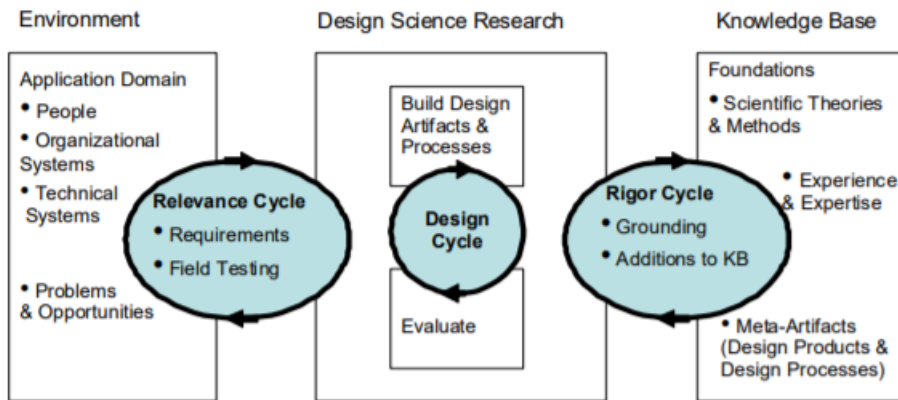 Environment
Design Science Research
Knowledge Base
Application Domain
• People
• Organizational
Systems
• Technical
Systems
• Problems
& Opportunities
Relevance Cycle
• Requirements
• Field Testing
Build Design
Artifacts &
Processes
Design
Cycle
Evaluate
Rigor Cycle
• Grounding
• Additions to KB
Foundations
• Scientific Theories
& Methods
• Experience
& Expertise
• Meta-Artifacts
(Design Products &
Design Processes)